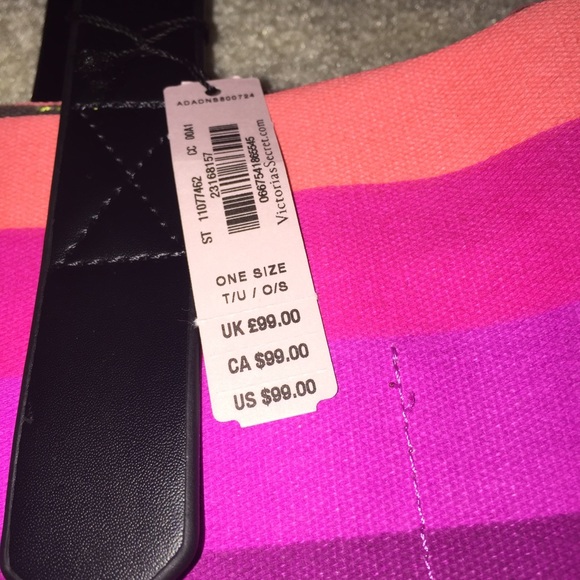 ADADNS800724
ST 11077462 CC 00A1
23168157
0667541865545
VictoriasSecret.com
ONE SIZE
T/U / O/S
UK £99.00
CA $99.00
US $99.00